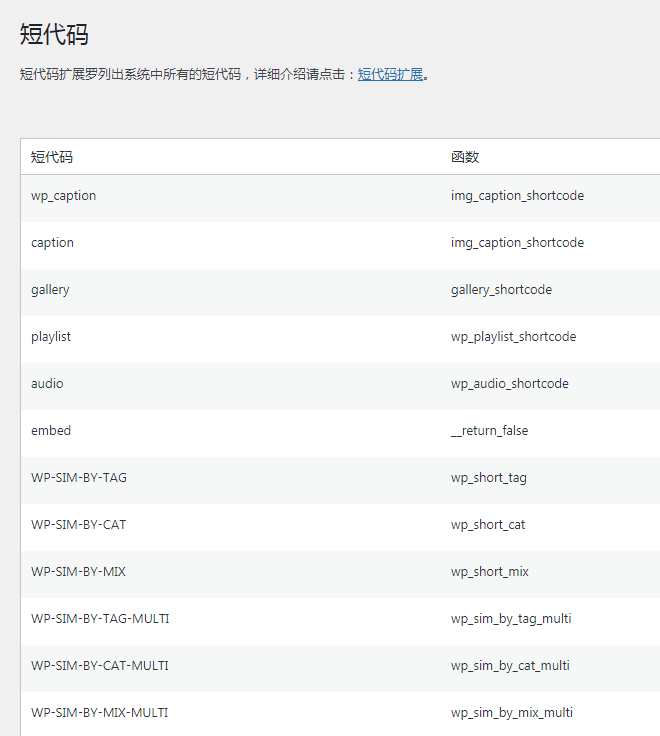 短代码
短代码扩展罗列出系统中所有的短代码，详细介绍请点击：短代码扩展。
短代码 函数
wp_caption img_caption_shortcode
caption img_caption_shortcode
gallery gallery_shortcode
playlist wp_playlist_shortcode
audio wp_audio_shortcode
embed __return_false
WP-SIM-BY-TAG wp_short_tag
WP-SIM-BY-CAT wp_short_cat
WP-SIM-BY-MIX wp_short_mix
WP-SIM-BY-TAG-MULTI wp_sim_by_tag_multi
WP-SIM-BY-CAT-MULTI wp_sim_by_cat_multi
WP-SIM-BY-MIX-MULTI wp_sim_by_mix_multi